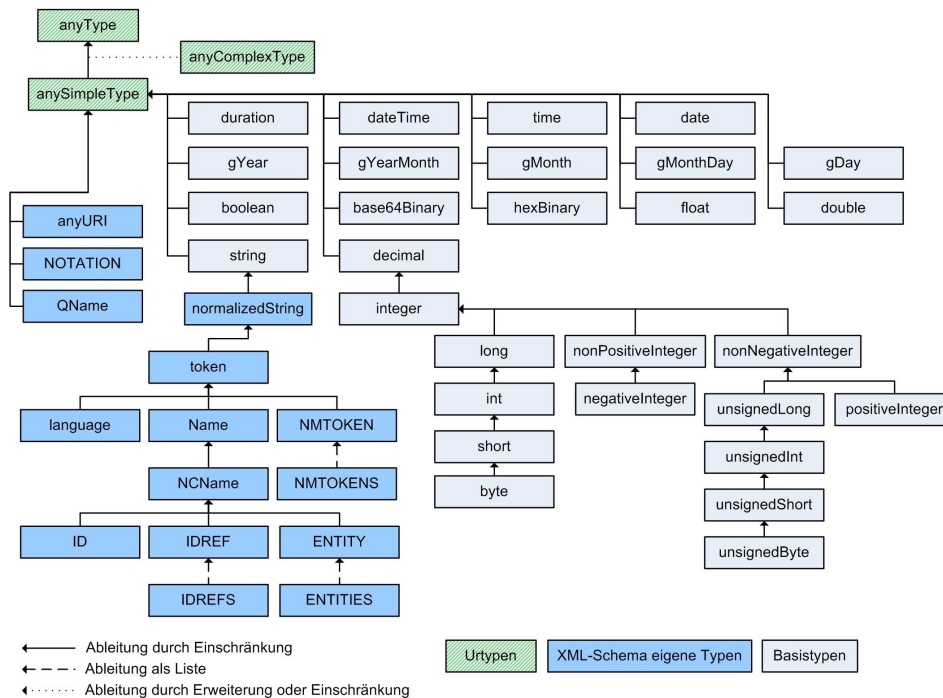 anyType
anyComplexType
anySimpleType
duration
dateTime
time
date
gYear
gYearMonth
gMonth
gMonthDay
gDay
boolean
base64Binary
hexBinary
float
double
anyURI
string
decimal
NOTATION
QName
normalizedString
integer
token
long
nonPositiveInteger
nonNegativeInteger
int
negativeInteger
unsignedLong
positiveInteger
language
Name
NMTOKEN
short
unsignedInt
NCName
NMTOKENS
byte
unsignedShort
ID
IDREF
ENTITY
unsignedByte
IDREFS
ENTITIES
Ableitung durch Einschränkung
Ableitung als Liste
Ableitung durch Erweiterung oder Einschränkung
Urtypen
XML-Schema eigene Typen
Basistypen